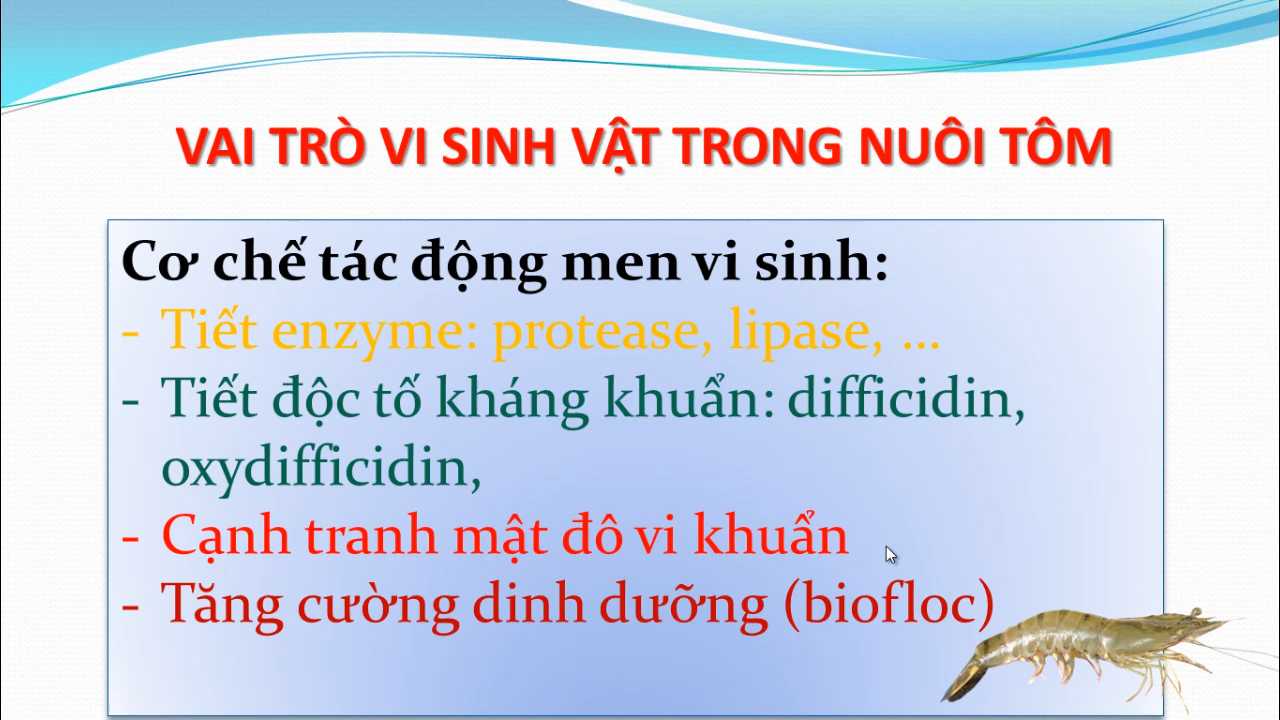 VAI TRÒ VI SINH VẬT TRONG NUÔI TÔM
Cơ chế tác động men vi sinh:
- Tiết enzyme: protease, lipase, ...
- Tiết độc tố kháng khuẩn: difficidin,
oxydifficidin,
- Cạnh tranh mật đô vi khuẩn
- Tăng cường dinh dưỡng (biofloc)